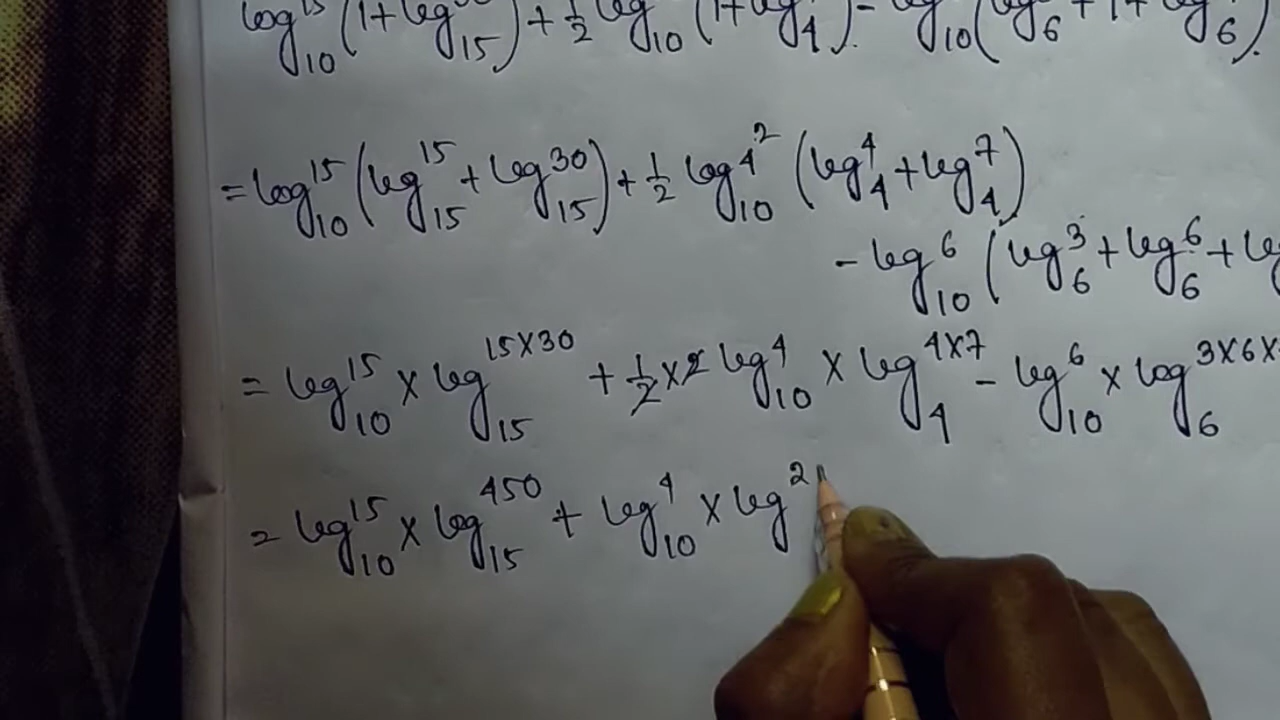 log₁₀¹⁵(1+log₁₅)+½ log₁₀(1+log₄)-log₁₀(log₆+1+log₆)
=log₁₀¹⁵(log₁₅¹⁵+log₁₅³⁰)+½ log₁₀4²(log₄⁴+log₄⁷)
-log₁₀⁶(log₆³+log₆⁶+
=log₁₀¹⁵×log₁₅^15×30+½×2 log₁₀⁴×log₄^4×7-log₁₀⁶×log₆^3×6×
=log₁₀¹⁵×log₁₅⁴⁵⁰+log₁₀⁴×log²